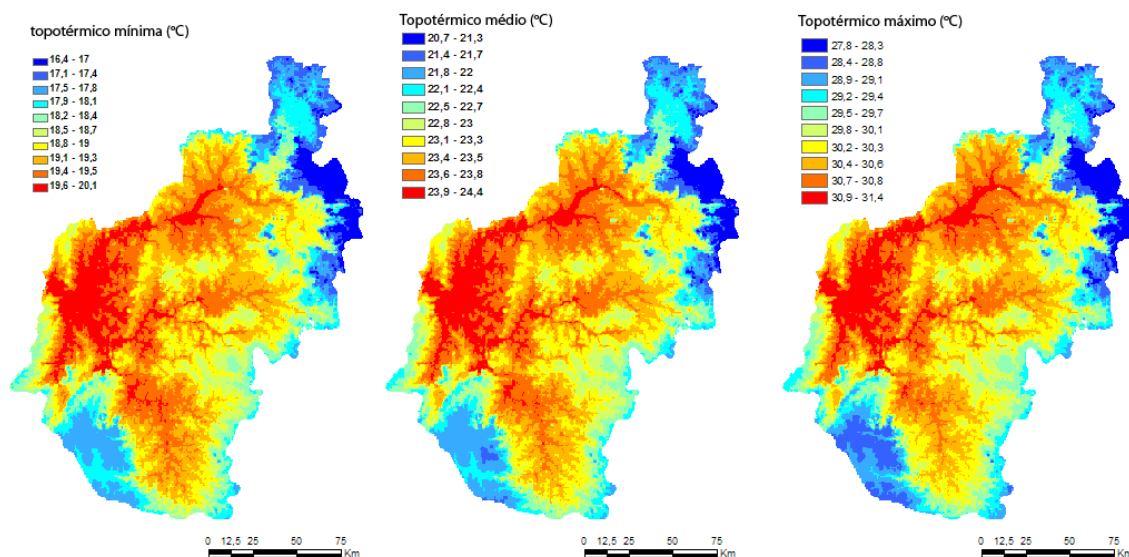 topotérmico mínima (ºC)
16,4 - 17
17,1 - 17,4
17,5 - 17,8
17,9 - 18,1
18,2 - 18,4
18,5 - 18,7
18,8 - 19
19,1 - 19,3
19,4 - 19,5
19,6 - 20,1
0 12,5 25 50 75
Km
Topotérmico médio (ºC)
20,7 - 21,3
21,4 - 21,7
21,8 - 22
22,1 - 22,4
22,5 - 22,7
22,8 - 23
23,1 - 23,3
23,4 - 23,5
23,6 - 23,8
23,9 - 24,4
0 12,5 25 50 75
Km
Topotérmico máximo (ºC)
27,8 - 28,3
28,4 - 28,8
28,9 - 29,1
29,2 - 29,4
29,5 - 29,7
29,8 - 30,1
30,2 - 30,3
30,4 - 30,6
30,7 - 30,8
30,9 - 31,4
0 12,5 25 50 75
Km